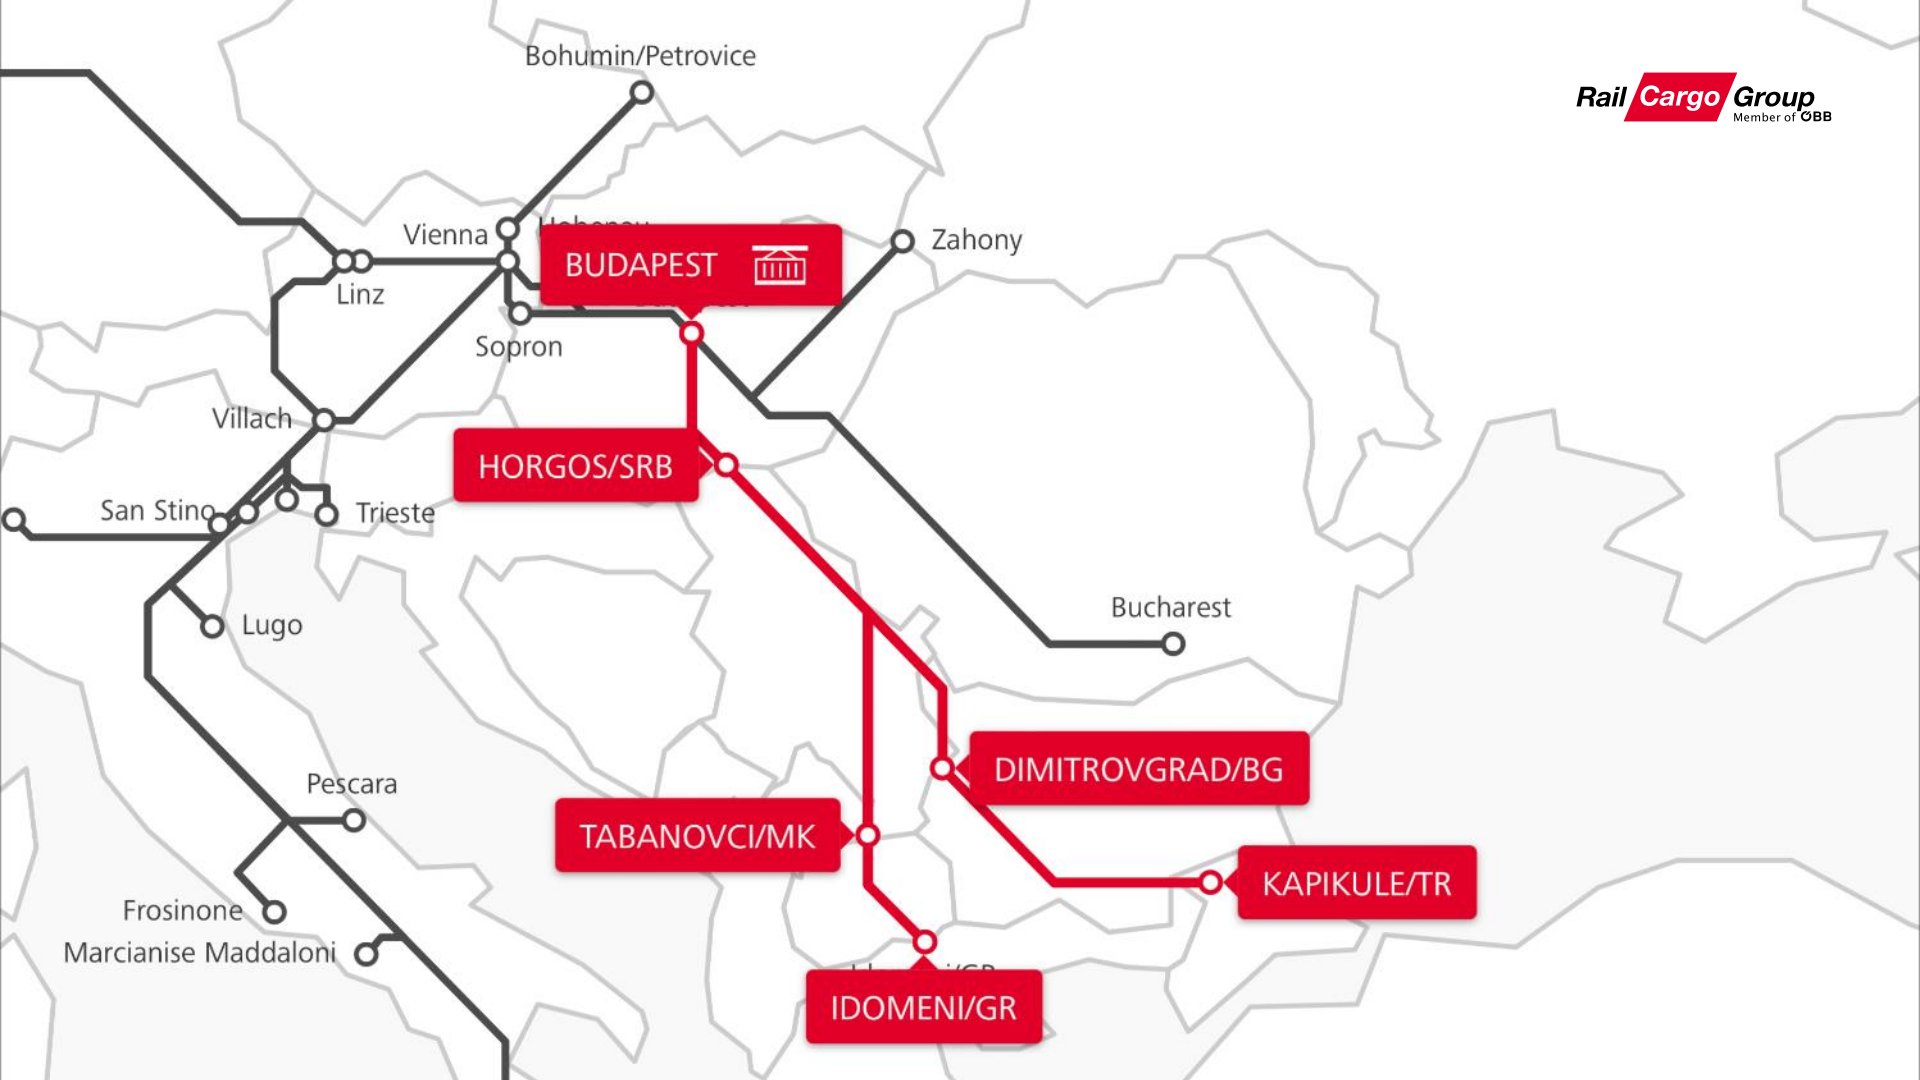 Bohumin/Petrovice
Rail Cargo Group
Member of ÖBB
Vienna
BUDAPEST
Zahony
Linz
Sopron
Villach
HORGOS/SRB
San Stino
Trieste
Bucharest
Lugo
DIMITROVGRAD/BG
Pescara
TABANOVCI/MK
KAPIKULE/TR
Frosinone
Marcianise Maddaloni
IDOMENI/GR